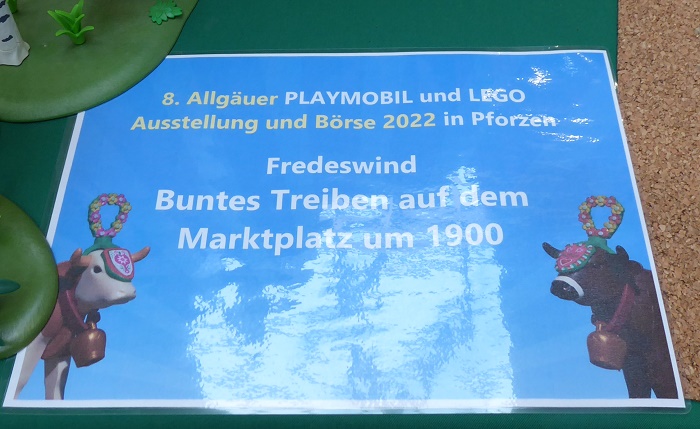 8. Allgäuer PLAYMOBIL und LEGO
Ausstellung und Börse 2022 in Pforzen
Fredeswind
Buntes Treiben auf dem
Marktplatz um 1900